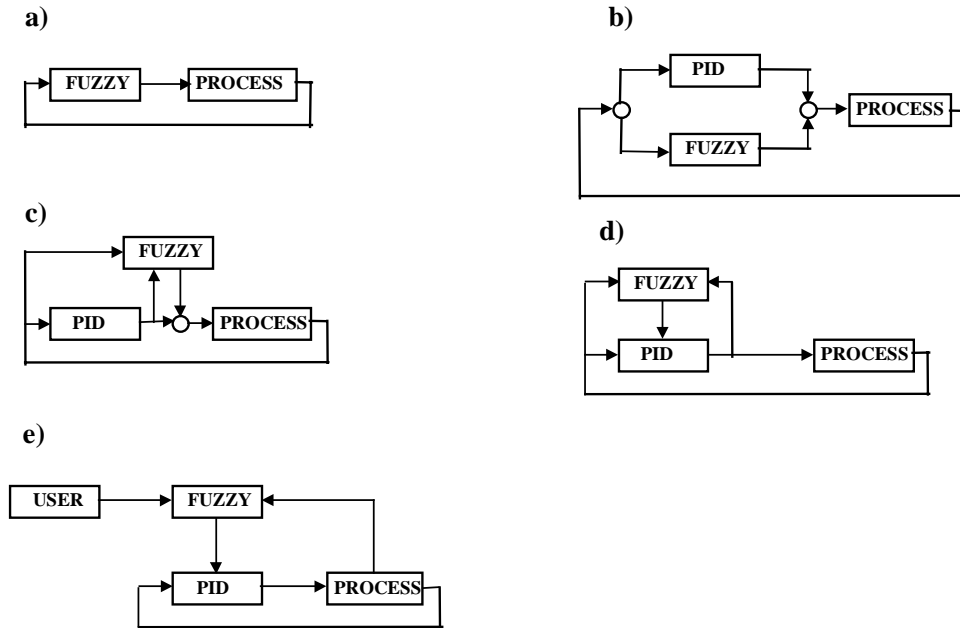 a)
FUZZY
PROCESS
b)
PID
FUZZY
PROCESS
c)
FUZZY
PID
PROCESS
d)
FUZZY
PID
PROCESS
e)
USER
FUZZY
PID
PROCESS